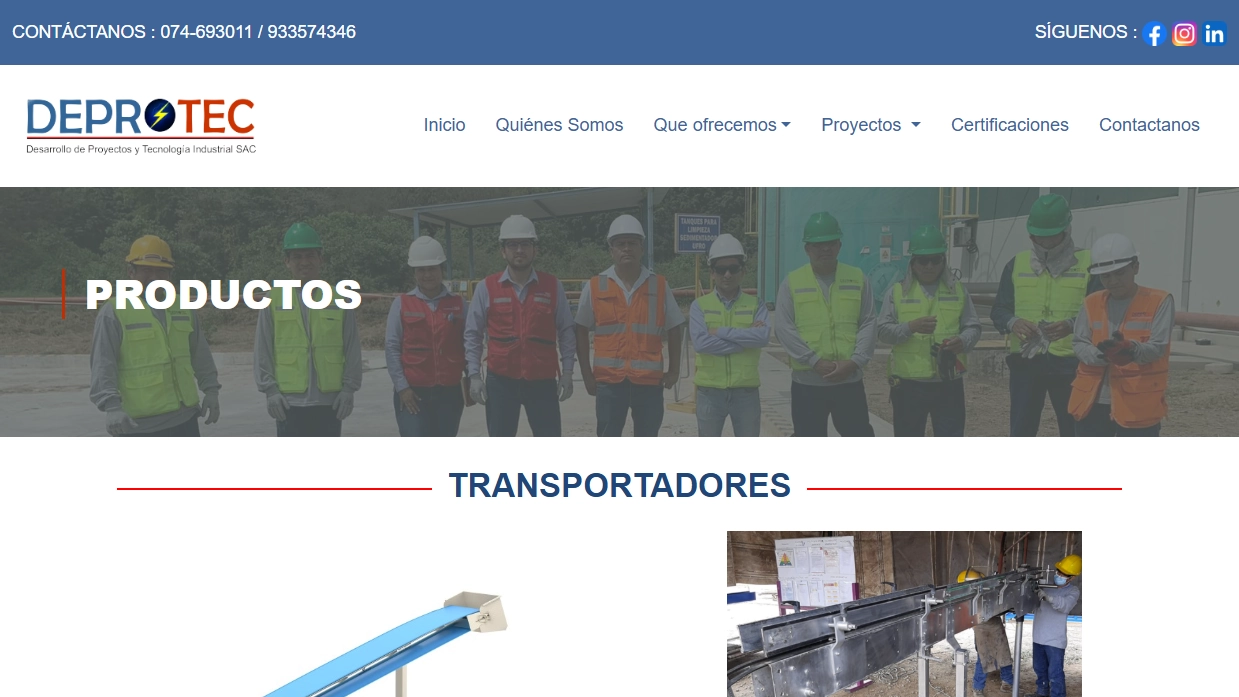 CONTÁCTANOS : 074-693011 / 933574346
SÍGUENOS :
DEPROTEC
Desarrollo de Proyectos y Tecnología Industrial SAC
Inicio
Quiénes Somos
Que ofrecemos
Proyectos
Certificaciones
Contactanos
TANQUES PARA
LIMPIEZA
PRODUCTOS
TRANSPORTADORES